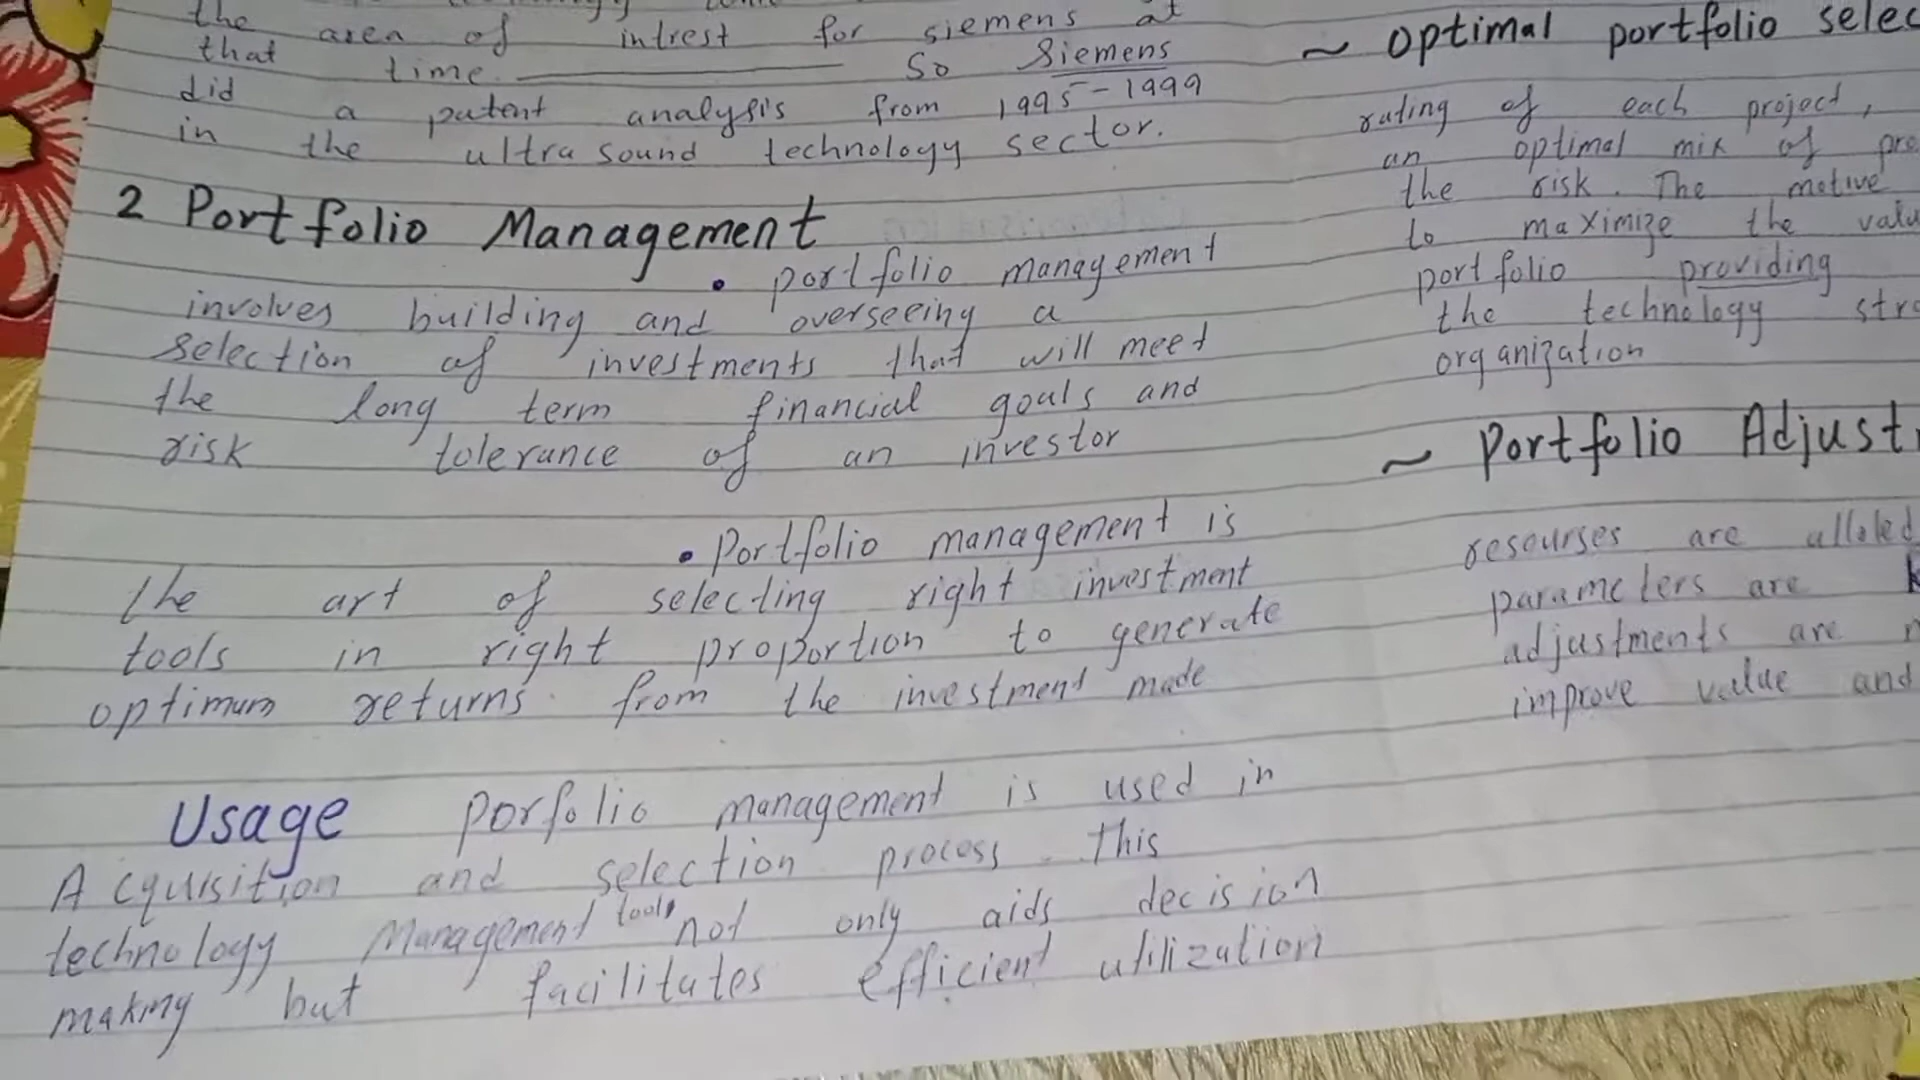 the area of intrest for siemens at
that time. So Siemens
did a patent analysis from 1995-1999
in the ultra sound technology sector.
2 Portfolio Management
• portfolio management
involves building and overseeing a
selection of investments that will meet
the long term financial goals and
risk tolerance of an investor
• Portfolio management is
the art of selecting right investment
tools in right proportion to generate
optimum returns from the investment made
Usage porfolio management is used in
Acquisition and selection process. this
technology Management tools not only aids decision
making but facilitates efficient utilization
~ Optimal portfolio selec
rating of each project,
an optimal mix of pro
the risk. The motive
to maximize the valu
portfolio providing
the technology stra
organization
~ Portfolio Adjust
resourses are alloted
parameters are
adjustments are
improve value and